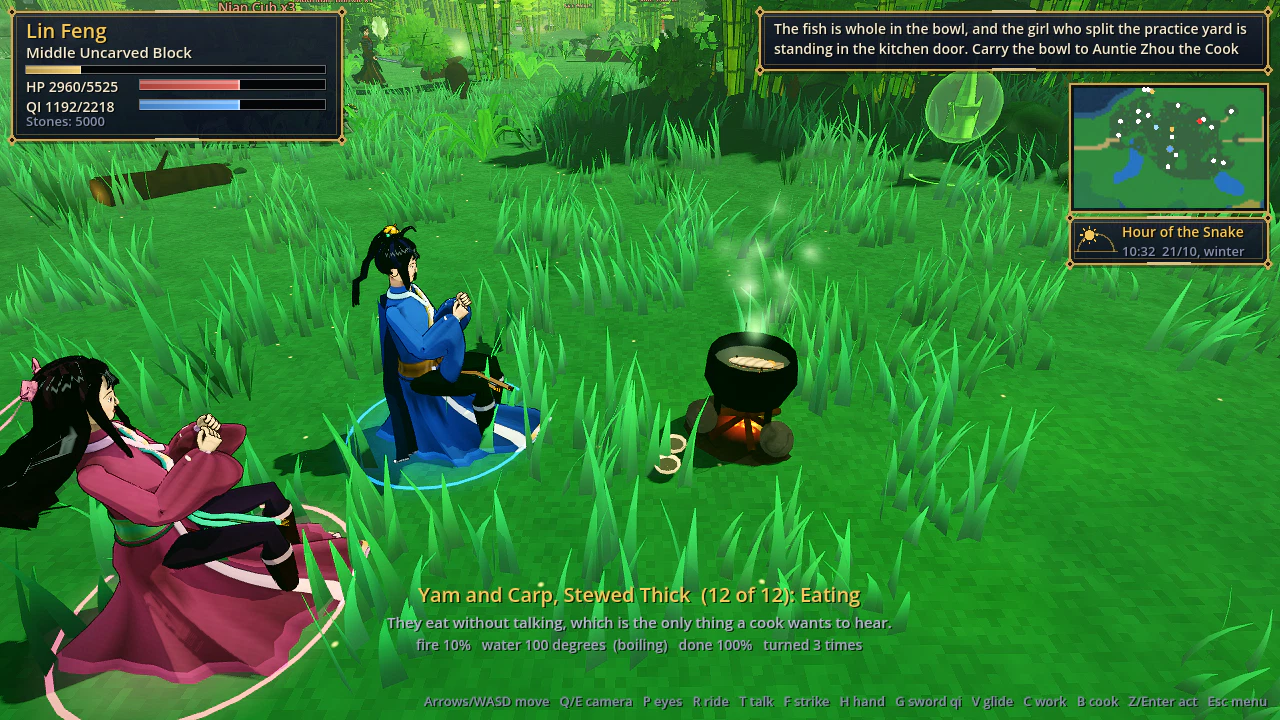 Nian Cub x3
Lin Feng
Middle Uncarved Block
HP 2960/5525
QI 1192/2218
Stones: 5000
The fish is whole in the bowl, and the girl who split the practice yard is
standing in the kitchen door. Carry the bowl to Auntie Zhou the Cook
Hour of the Snake
10:32 21/10, winter
Yam and Carp, Stewed Thick (12 of 12): Eating
They eat without talking, which is the only thing a cook wants to hear.
fire 10% water 100 degrees (boiling) done 100% turned 3 times
Arrows/WASD move Q/E camera P eyes R ride T talk F strike H hand G sword qi V glide C work B cook Z/Enter act Esc menu